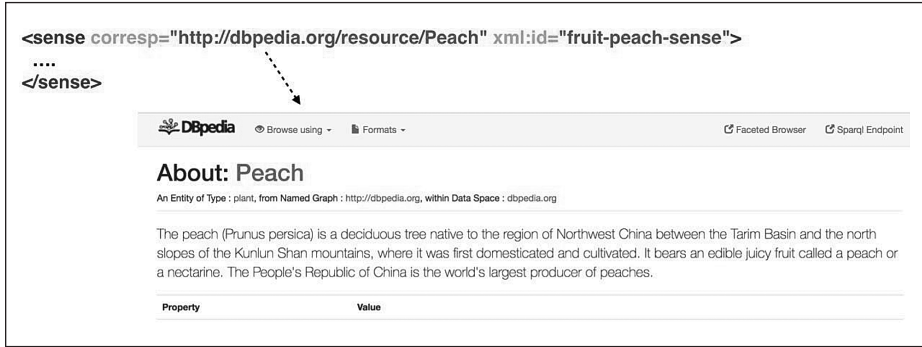 <sense corresp="http://dbpedia.org/resource/Peach" xml:id="fruit-peach-sense">
....
</sense>
DBpedia Browse using Formats Faceted Browser Sparql Endpoint
About: Peach
An Entity of Type : plant, from Named Graph : http://dbpedia.org, within Data Space : dbpedia.org
The peach (Prunus persica) is a deciduous tree native to the region of Northwest China between the Tarim Basin and the north
slopes of the Kunlun Shan mountains, where it was first domesticated and cultivated. It bears an edible juicy fruit called a peach or
a nectarine. The People's Republic of China is the world's largest producer of peaches.
Property Value